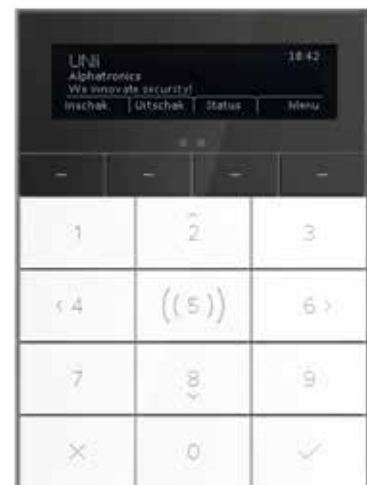 UNii 18:42
Alphatronics
We innovate security!
Inschak. Uitschak. Status Menu
1 2 3
4 ((5)) 6
7 8 9
0